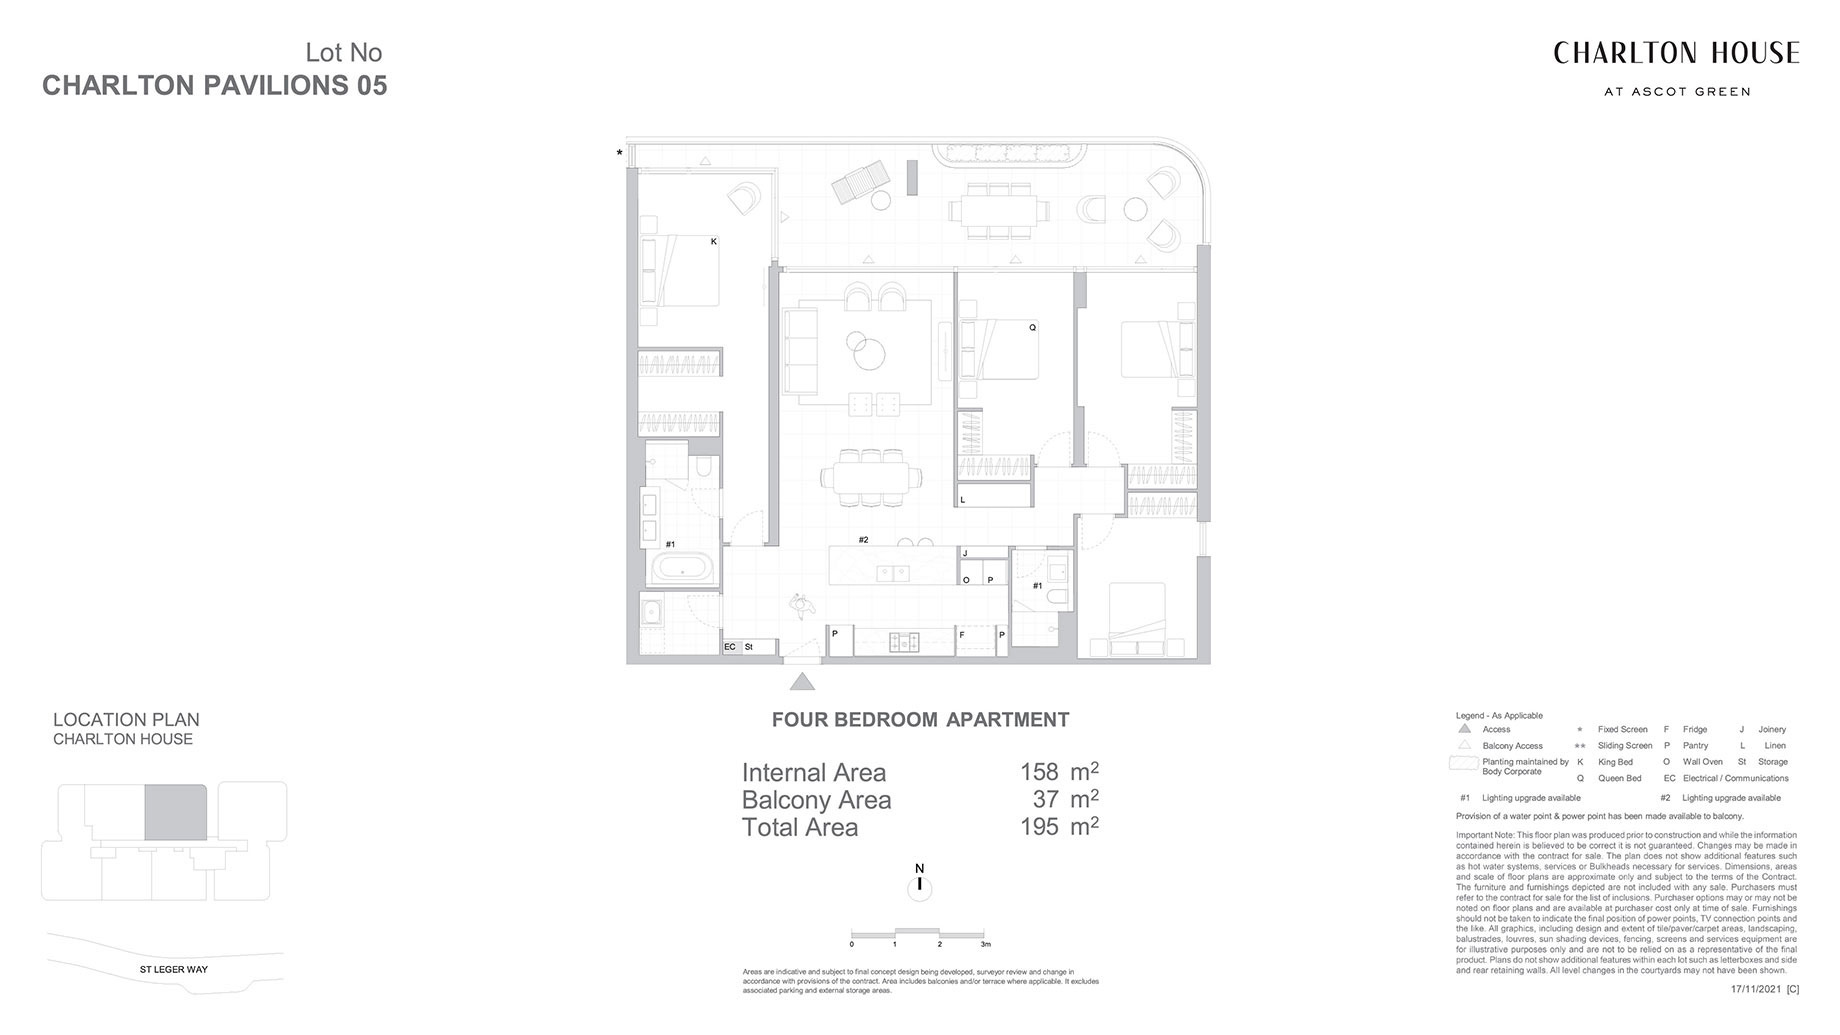 Lot No
CHARLTON PAVILIONS 05
CHARLTON HOUSE
AT ASCOT GREEN
*
K
Q
L
#2
J
O P
#1
#1
P
F
P
EC St
FOUR BEDROOM APARTMENT
Internal Area 158 m²
Balcony Area 37 m²
Total Area 195 m²
N
0 1 2 3m
Areas are indicative and subject to final concept design being developed, surveyor review and change in
accordance with provisions of the contract. Area includes balconies and/or terrace where applicable. It excludes
associated parking and external storage areas.
LOCATION PLAN
CHARLTON HOUSE
ST LEGER WAY
Legend - As Applicable
Access * Fixed Screen F Fridge J Joinery
Balcony Access ** Sliding Screen P Pantry L Linen
Planting maintained by K King Bed O Wall Oven St Storage
Body Corporate
Q Queen Bed EC Electrical / Communications
#1 Lighting upgrade available #2 Lighting upgrade available
Provision of a water point & power point has been made available to balcony.
Important Note: This floor plan was produced prior to construction and while the information
contained herein is believed to be correct it is not guaranteed. Changes may be made in
accordance with the contract for sale. The plan does not show additional features such
as hot water systems, services or Bulkheads necessary for services. Dimensions, areas
and scale of floor plans are approximate only and subject to the terms of the Contract.
The furniture and furnishings depicted are not included with any sale. Purchasers must
refer to the contract for sale for the list of inclusions. Purchaser options may or may not be
noted on floor plans and are available at purchaser cost only at time of sale. Furnishings
should not be taken to indicate the final position of power points, TV connection points and
the like. All graphics, including design and extent of tile/paver/carpet areas, landscaping,
balustrades, louvres, sun shading devices, fencing, screens and services equipment are
for illustrative purposes only and are not to be relied on as a representative of the final
product. Plans do not show additional features within each lot such as letterboxes and side
and rear retaining walls. All level changes in the courtyards may not have been shown.
17/11/2021 [C]